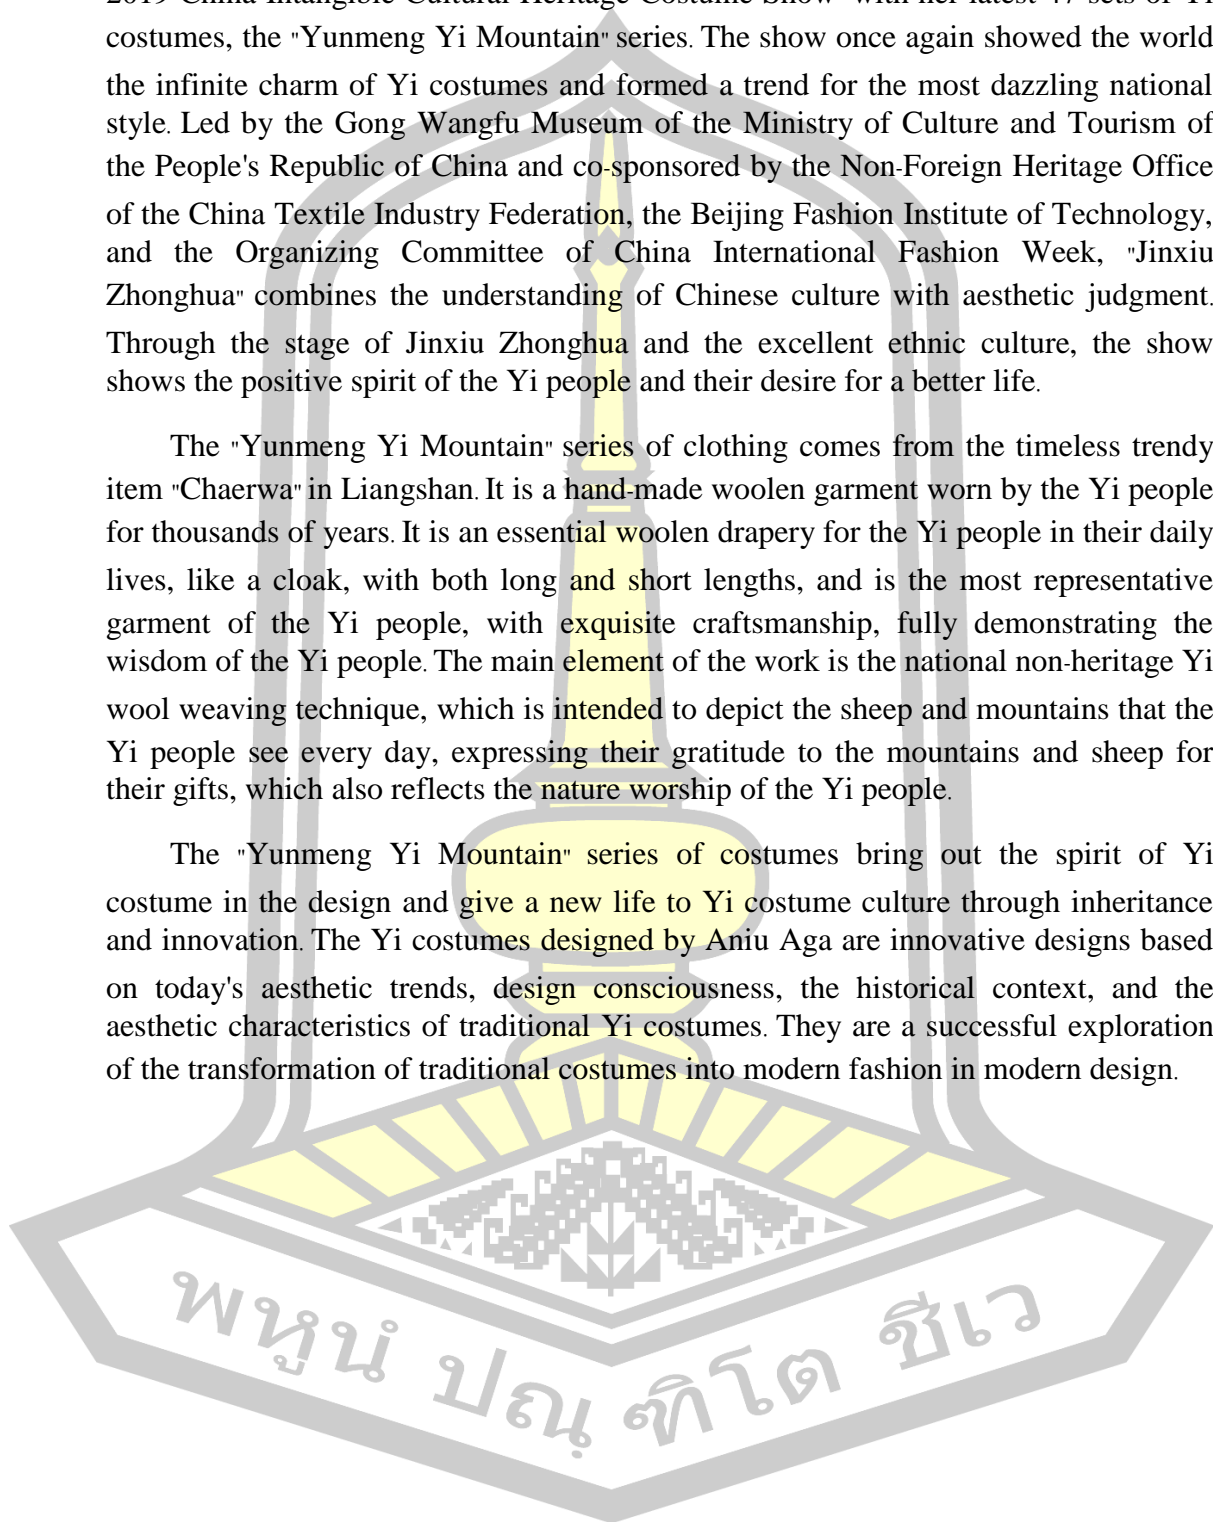 2019 China Intangible Cultural Heritage Costume Show" with her latest 47 sets of Yi
costumes, the "Yunmeng Yi Mountain" series. The show once again showed the world
the infinite charm of Yi costumes and formed a trend for the most dazzling national
style. Led by the Gong Wangfu Museum of the Ministry of Culture and Tourism of
the People's Republic of China and co-sponsored by the Non-Foreign Heritage Office
of the China Textile Industry Federation, the Beijing Fashion Institute of Technology,
and the Organizing Committee of China International Fashion Week, "Jinxiu
Zhonghua" combines the understanding of Chinese culture with aesthetic judgment.
Through the stage of Jinxiu Zhonghua and the excellent ethnic culture, the show
shows the positive spirit of the Yi people and their desire for a better life.
The "Yunmeng Yi Mountain" series of clothing comes from the timeless trendy
item "Chaerwa" in Liangshan. It is a hand-made woolen garment worn by the Yi people
for thousands of years. It is an essential woolen drapery for the Yi people in their daily
lives, like a cloak, with both long and short lengths, and is the most representative
garment of the Yi people, with exquisite craftsmanship, fully demonstrating the
wisdom of the Yi people. The main element of the work is the national non-heritage Yi
wool weaving technique, which is intended to depict the sheep and mountains that the
Yi people see every day, expressing their gratitude to the mountains and sheep for
their gifts, which also reflects the nature worship of the Yi people.
The "Yunmeng Yi Mountain" series of costumes bring out the spirit of Yi
costume in the design and give a new life to Yi costume culture through inheritance
and innovation. The Yi costumes designed by Aniu Aga are innovative designs based
on today's aesthetic trends, design consciousness, the historical context, and the
aesthetic characteristics of traditional Yi costumes. They are a successful exploration
of the transformation of traditional costumes into modern fashion in modern design.
พหูนํ ปณฺฑิโต ชีเว